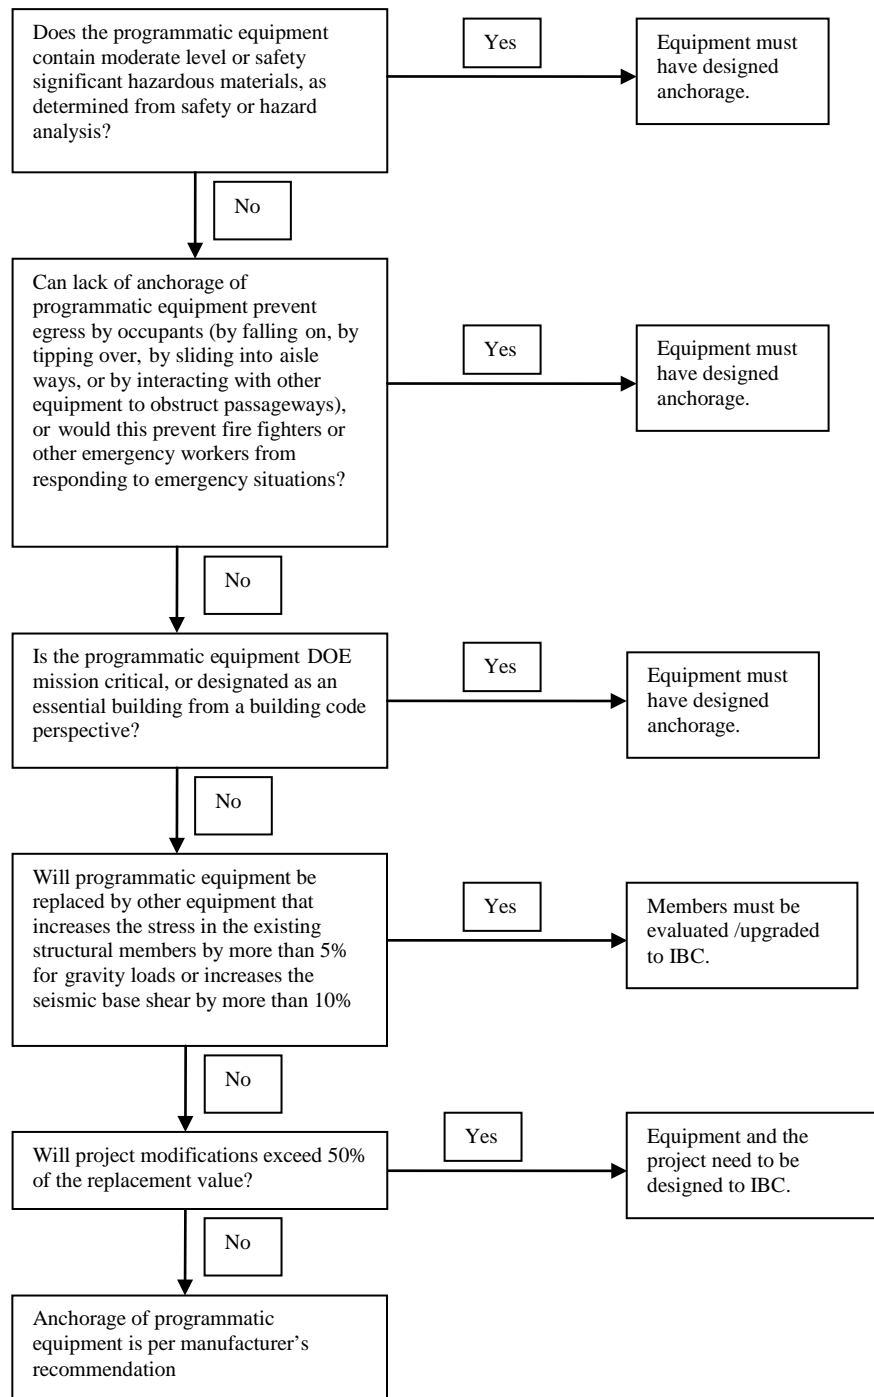 Does the programmatic equipment
contain moderate level or safety
significant hazardous materials, as
determined from safety or hazard
analysis?
Yes
Equipment must
have designed
anchorage.
No
Can lack of anchorage of
programmatic equipment prevent
egress by occupants (by falling on, by
tipping over, by sliding into aisle
ways, or by interacting with other
equipment to obstruct passageways),
or would this prevent fire fighters or
other emergency workers from
responding to emergency situations?
Yes
Equipment must
have designed
anchorage.
No
Is the programmatic equipment DOE
mission critical, or designated as an
essential building from a building code
perspective?
Yes
Equipment must
have designed
anchorage.
No
Will programmatic equipment be
replaced by other equipment that
increases the stress in the existing
structural members by more than 5%
for gravity loads or increases the
seismic base shear by more than 10%
Yes
Members must be
evaluated /upgraded
to IBC.
No
Will project modifications exceed 50%
of the replacement value?
Yes
Equipment and the
project need to be
designed to IBC.
No
Anchorage of programmatic
equipment is per manufacturer’s
recommendation